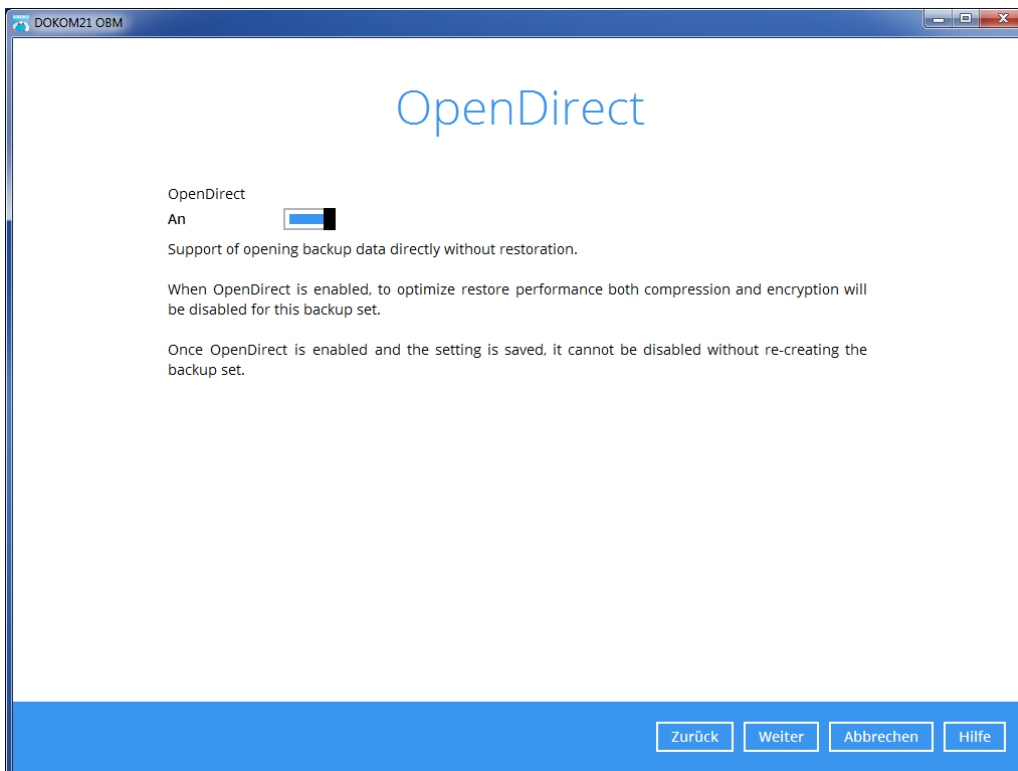 DOKOM21 OBM
OpenDirect
OpenDirect
An
Support of opening backup data directly without restoration.
When OpenDirect is enabled, to optimize restore performance both compression and encryption will
be disabled for this backup set.
Once OpenDirect is enabled and the setting is saved, it cannot be disabled without re-creating the
backup set.
Zurück Weiter Abbrechen Hilfe